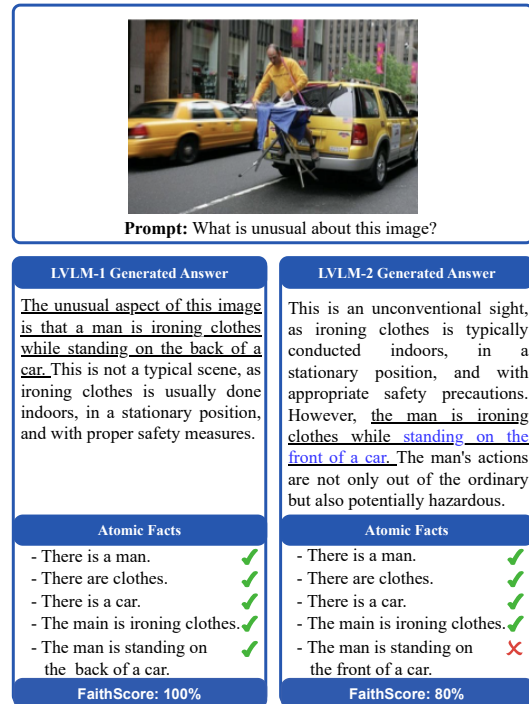 Prompt: What is unusual about this image?
LVLM-1 Generated Answer
The unusual aspect of this image
is that a man is ironing clothes
while standing on the back of a
car. This is not a typical scene, as
ironing clothes is usually done
indoors, in a stationary position,
and with proper safety measures.
Atomic Facts
- There is a man.
- There are clothes.
- There is a car.
- The main is ironing clothes.
- The man is standing on
the back of a car.
FaithScore: 100%
LVLM-2 Generated Answer
This is an unconventional sight,
as ironing clothes is typically
conducted indoors, in a
stationary position, and with
appropriate safety precautions.
However, the man is ironing
clothes while standing on the
front of a car. The man's actions
are not only out of the ordinary
but also potentially hazardous.
Atomic Facts
- There is a man.
- There are clothes.
- There is a car.
- The main is ironing clothes.
- The man is standing on
the front of a car.
FaithScore: 80%